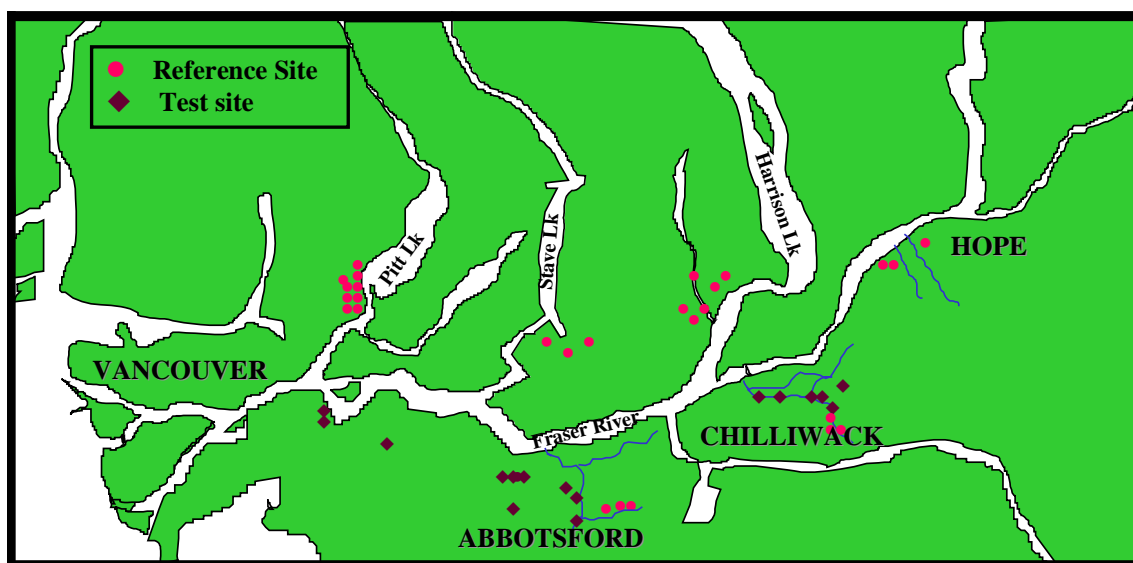 Reference Site
Test site
Harrison Lk
HOPE
Pitt Lk
Stave Lk
VANCOUVER
Fraser River
CHILLIWACK
ABBOTSFORD